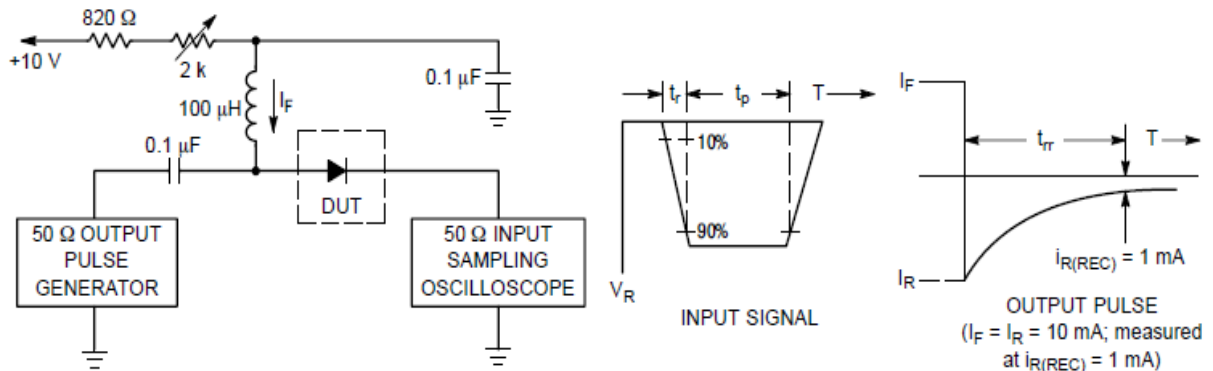 820 Ω
+10 V
2 k
100 μH
I_F
0.1 μF
0.1 μF
DUT
50 Ω OUTPUT
PULSE
GENERATOR
50 Ω INPUT
SAMPLING
OSCILLOSCOPE
t_r
t_p
T
10%
90%
V_R
INPUT SIGNAL
I_F
t_rr
T
I_R
i_R(REC) = 1 mA
OUTPUT PULSE
(I_F = I_R = 10 mA; measured
at i_R(REC) = 1 mA)